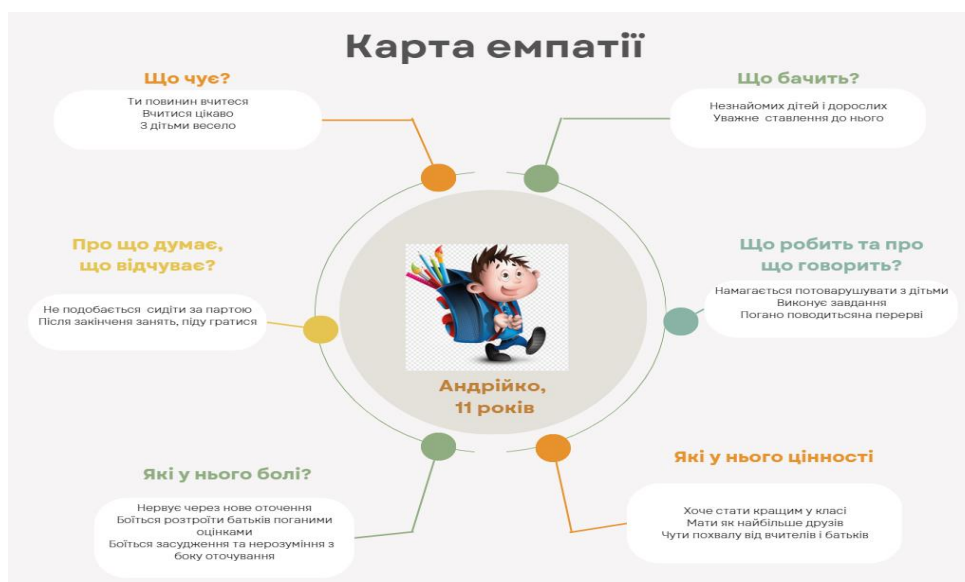 Карта емпатії
Що чує?
Ти повинин вчитеся
Вчитися цікаво
З дітьми весело
Що бачить?
Незнайомих дітей і дорослих
Уважне ставлення до нього
Про що думає,
що відчуває?
Не подобається сидіти за партою
Після закінченя занять, піду гратися
Що робить та про
що говорить?
Намагається потоварушувати з дітьми
Виконує завдання
Погано поводитьсяна перерві
Андрійко,
11 років
Які у нього болі?
Нервує через нове оточення
Боїться розтроїти батьків поганими
оцінками
Боїться засудження та нерозуміння з
боку оточування
Які у нього цінності
Хоче стати кращим у класі
Мати як найбільше друзів
Чути похвалу від вчителів і батьків